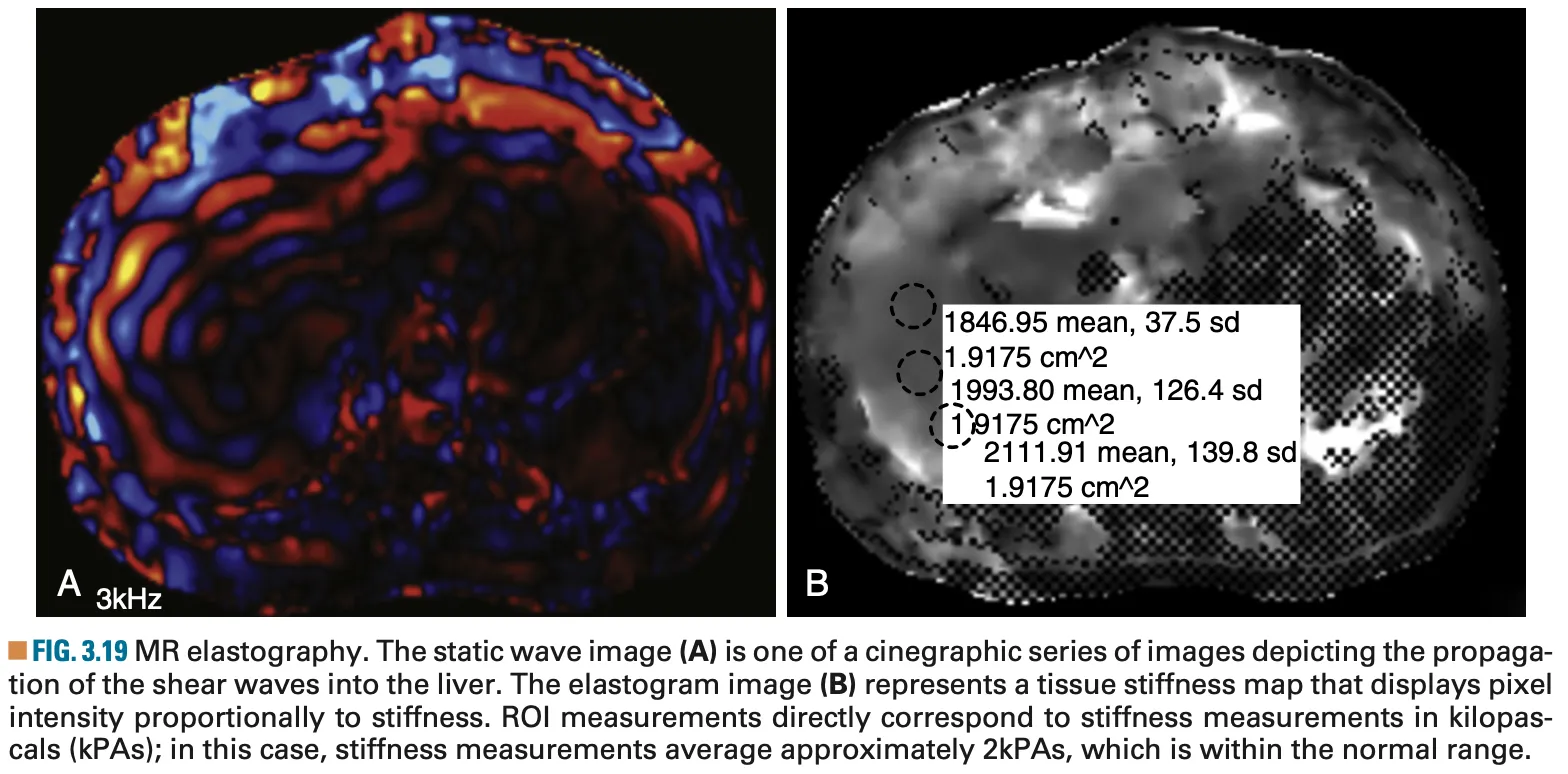 A
3kHz
1846.95 mean, 37.5 sd
1.9175 cm^2
1993.80 mean, 126.4 sd
1.9175 cm^2
2111.91 mean, 139.8 sd
1.9175 cm^2
B
FIG. 3.19 MR elastography. The static wave image (A) is one of a cinegraphic series of images depicting the propaga-
tion of the shear waves into the liver. The elastogram image (B) represents a tissue stiffness map that displays pixel
intensity proportionally to stiffness. ROI measurements directly correspond to stiffness measurements in kilopas-
cals (kPAs); in this case, stiffness measurements average approximately 2kPAs, which is within the normal range.